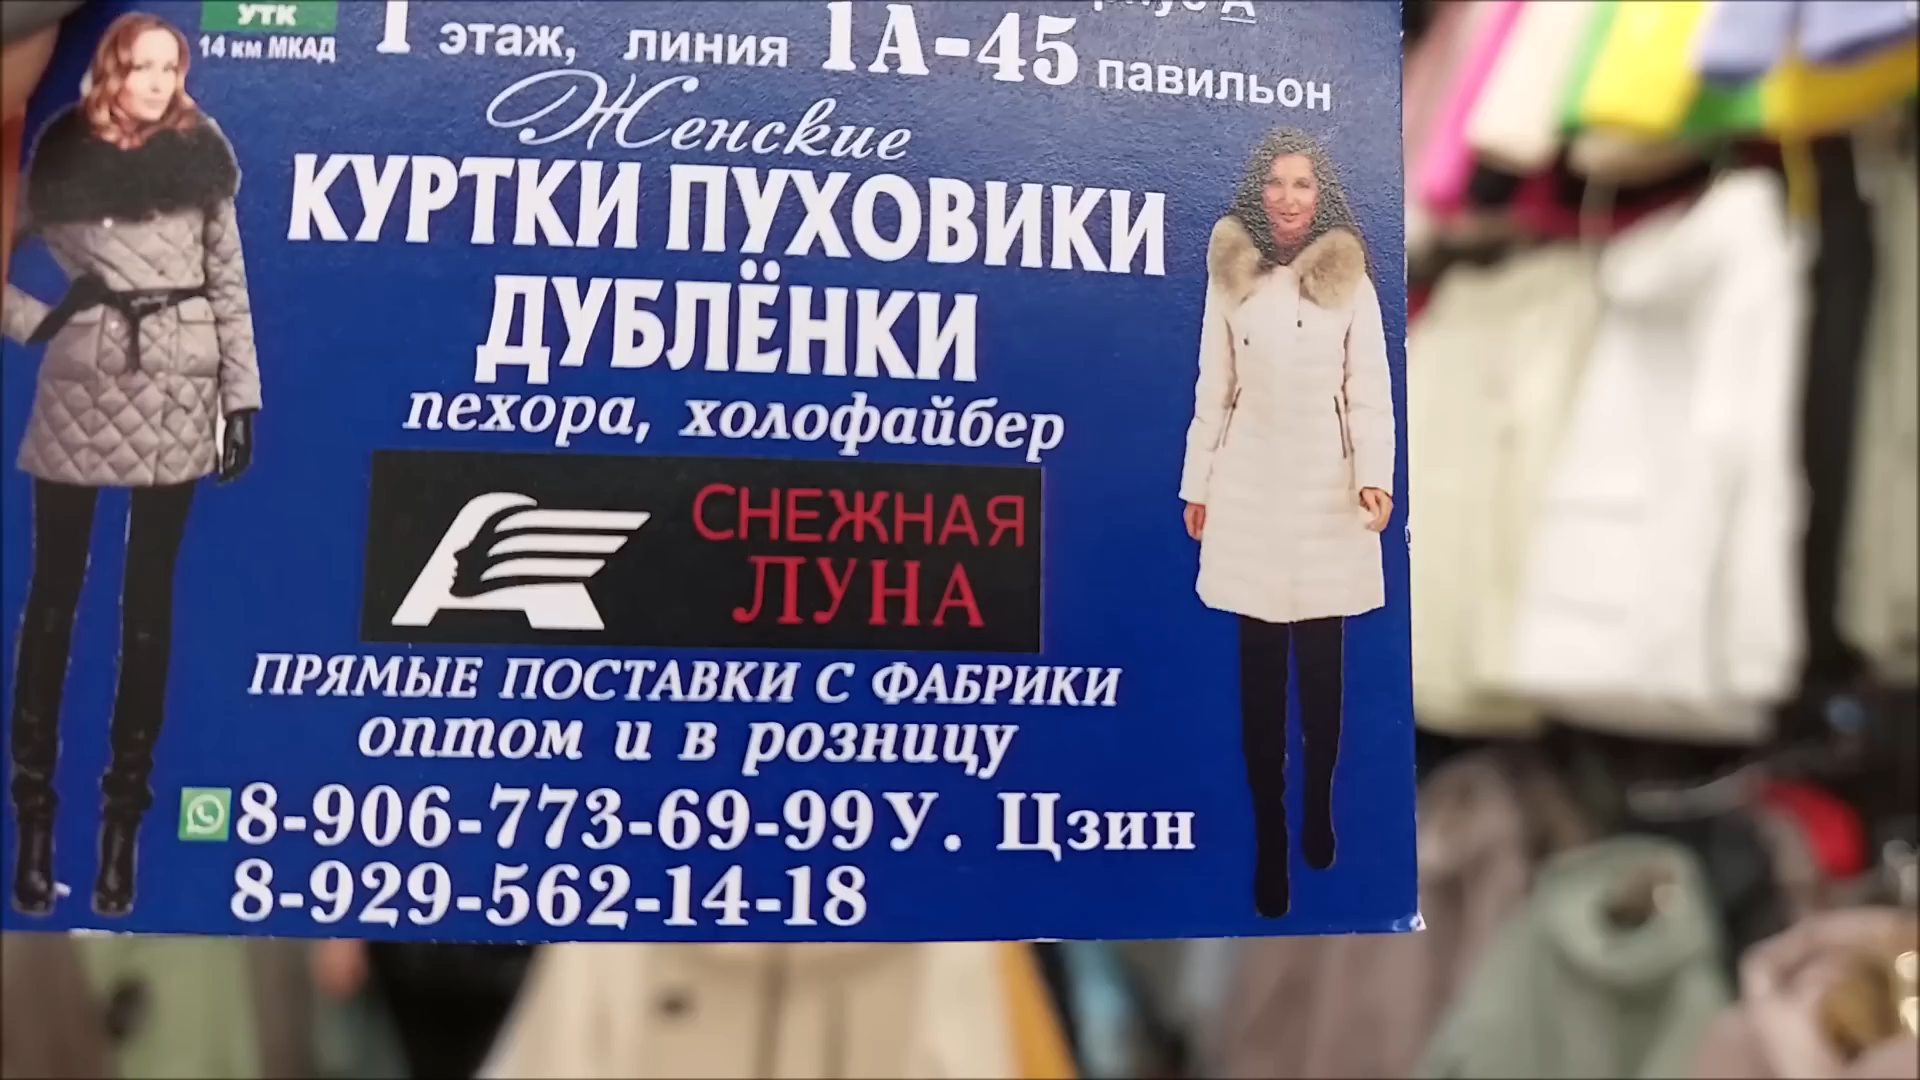 УТК
14 км МКАД
1 этаж, линия 1А-45 павильон
Женские
КУРТКИ ПУХОВИКИ
ДУБЛЁНКИ
пехора, холофайбер
СНЕЖНАЯ
ЛУНА
ПРЯМЫЕ ПОСТАВКИ С ФАБРИКИ
оптом и в розницу
8-906-773-69-99 У. Цзин
8-929-562-14-18